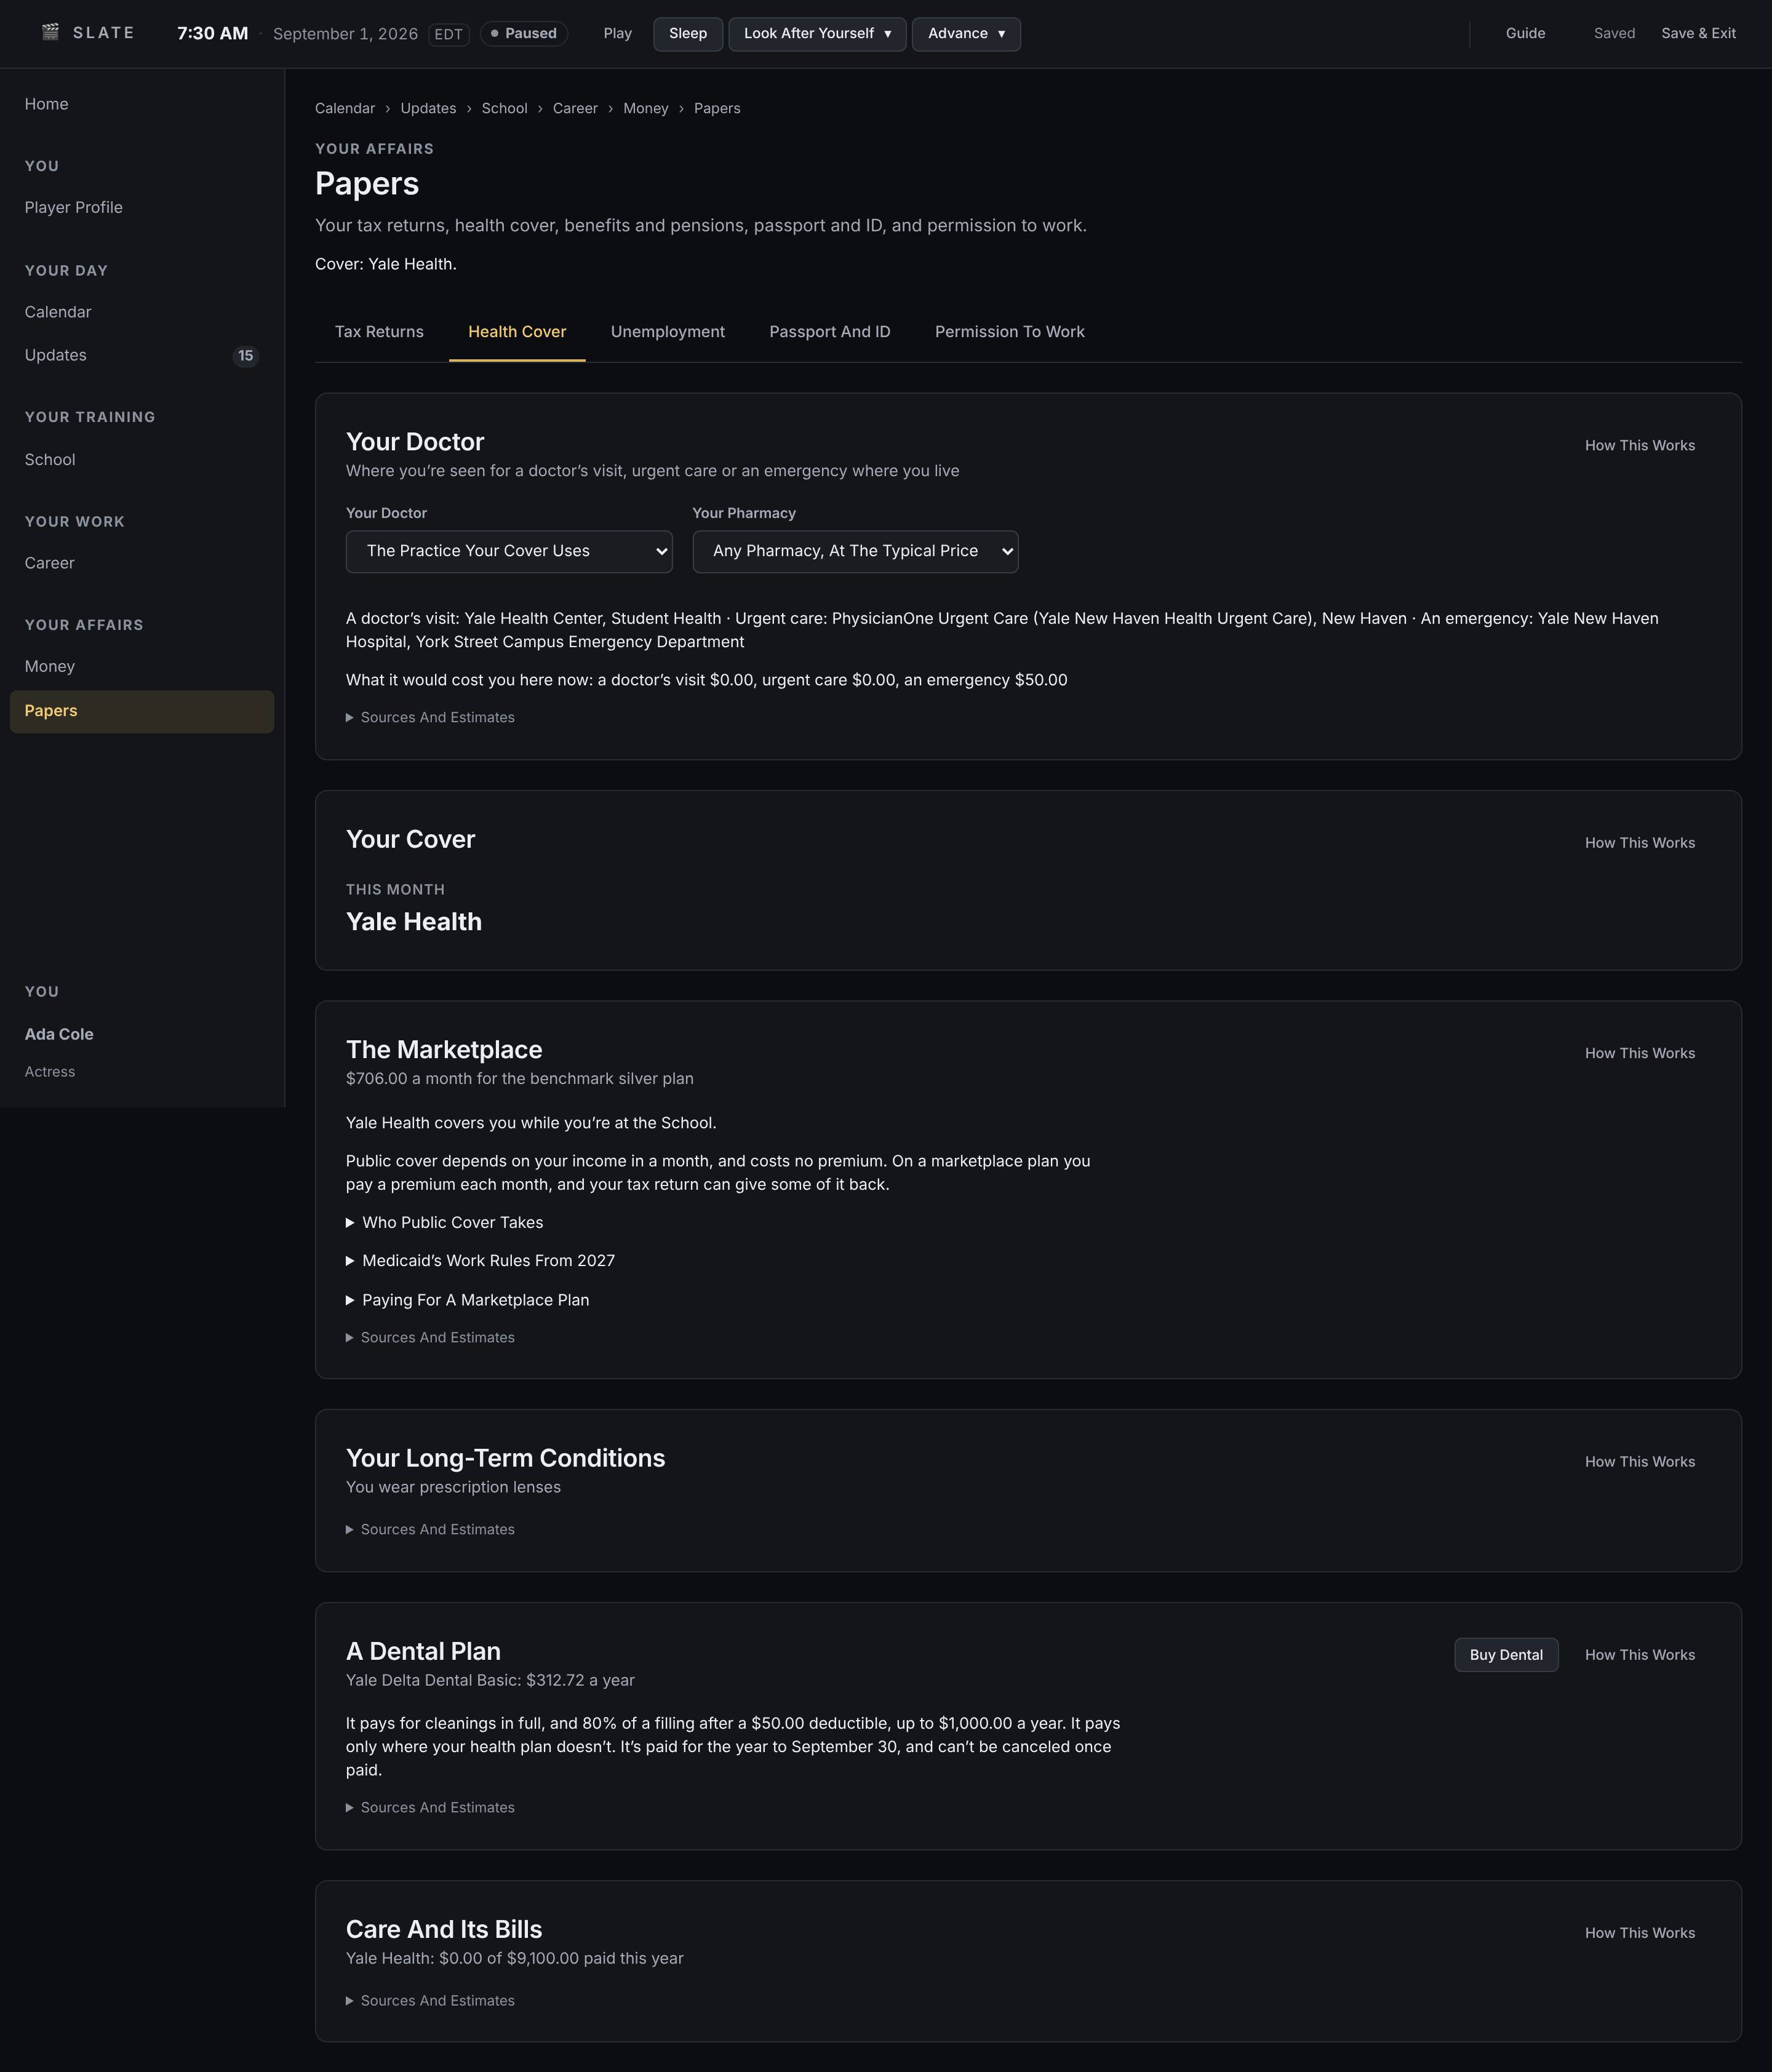 🎬 SLATE
7:30 AM · September 1, 2026 EDT
Paused
Play
Sleep
Look After Yourself ▾
Advance ▾
Guide
Saved
Save & Exit
Home
YOU
Player Profile
YOUR DAY
Calendar
Updates 15
YOUR TRAINING
School
YOUR WORK
Career
YOUR AFFAIRS
Money
Papers
YOU
Ada Cole
Actress
Calendar › Updates › School › Career › Money › Papers
YOUR AFFAIRS
Papers
Your tax returns, health cover, benefits and pensions, passport and ID, and permission to work.
Cover: Yale Health.
Tax Returns
Health Cover
Unemployment
Passport And ID
Permission To Work
Your Doctor
How This Works
Where you’re seen for a doctor’s visit, urgent care or an emergency where you live
Your Doctor
The Practice Your Cover Uses
Your Pharmacy
Any Pharmacy, At The Typical Price
A doctor’s visit: Yale Health Center, Student Health · Urgent care: PhysicianOne Urgent Care (Yale New Haven Health Urgent Care), New Haven · An emergency: Yale New Haven
Hospital, York Street Campus Emergency Department
What it would cost you here now: a doctor’s visit $0.00, urgent care $0.00, an emergency $50.00
▶ Sources And Estimates
Your Cover
How This Works
THIS MONTH
Yale Health
The Marketplace
How This Works
$706.00 a month for the benchmark silver plan
Yale Health covers you while you’re at the School.
Public cover depends on your income in a month, and costs no premium. On a marketplace plan you
pay a premium each month, and your tax return can give some of it back.
▶ Who Public Cover Takes
▶ Medicaid’s Work Rules From 2027
▶ Paying For A Marketplace Plan
▶ Sources And Estimates
Your Long-Term Conditions
How This Works
You wear prescription lenses
▶ Sources And Estimates
A Dental Plan
Buy Dental
How This Works
Yale Delta Dental Basic: $312.72 a year
It pays for cleanings in full, and 80% of a filling after a $50.00 deductible, up to $1,000.00 a year. It pays
only where your health plan doesn’t. It’s paid for the year to September 30, and can’t be canceled once
paid.
▶ Sources And Estimates
Care And Its Bills
How This Works
Yale Health: $0.00 of $9,100.00 paid this year
▶ Sources And Estimates